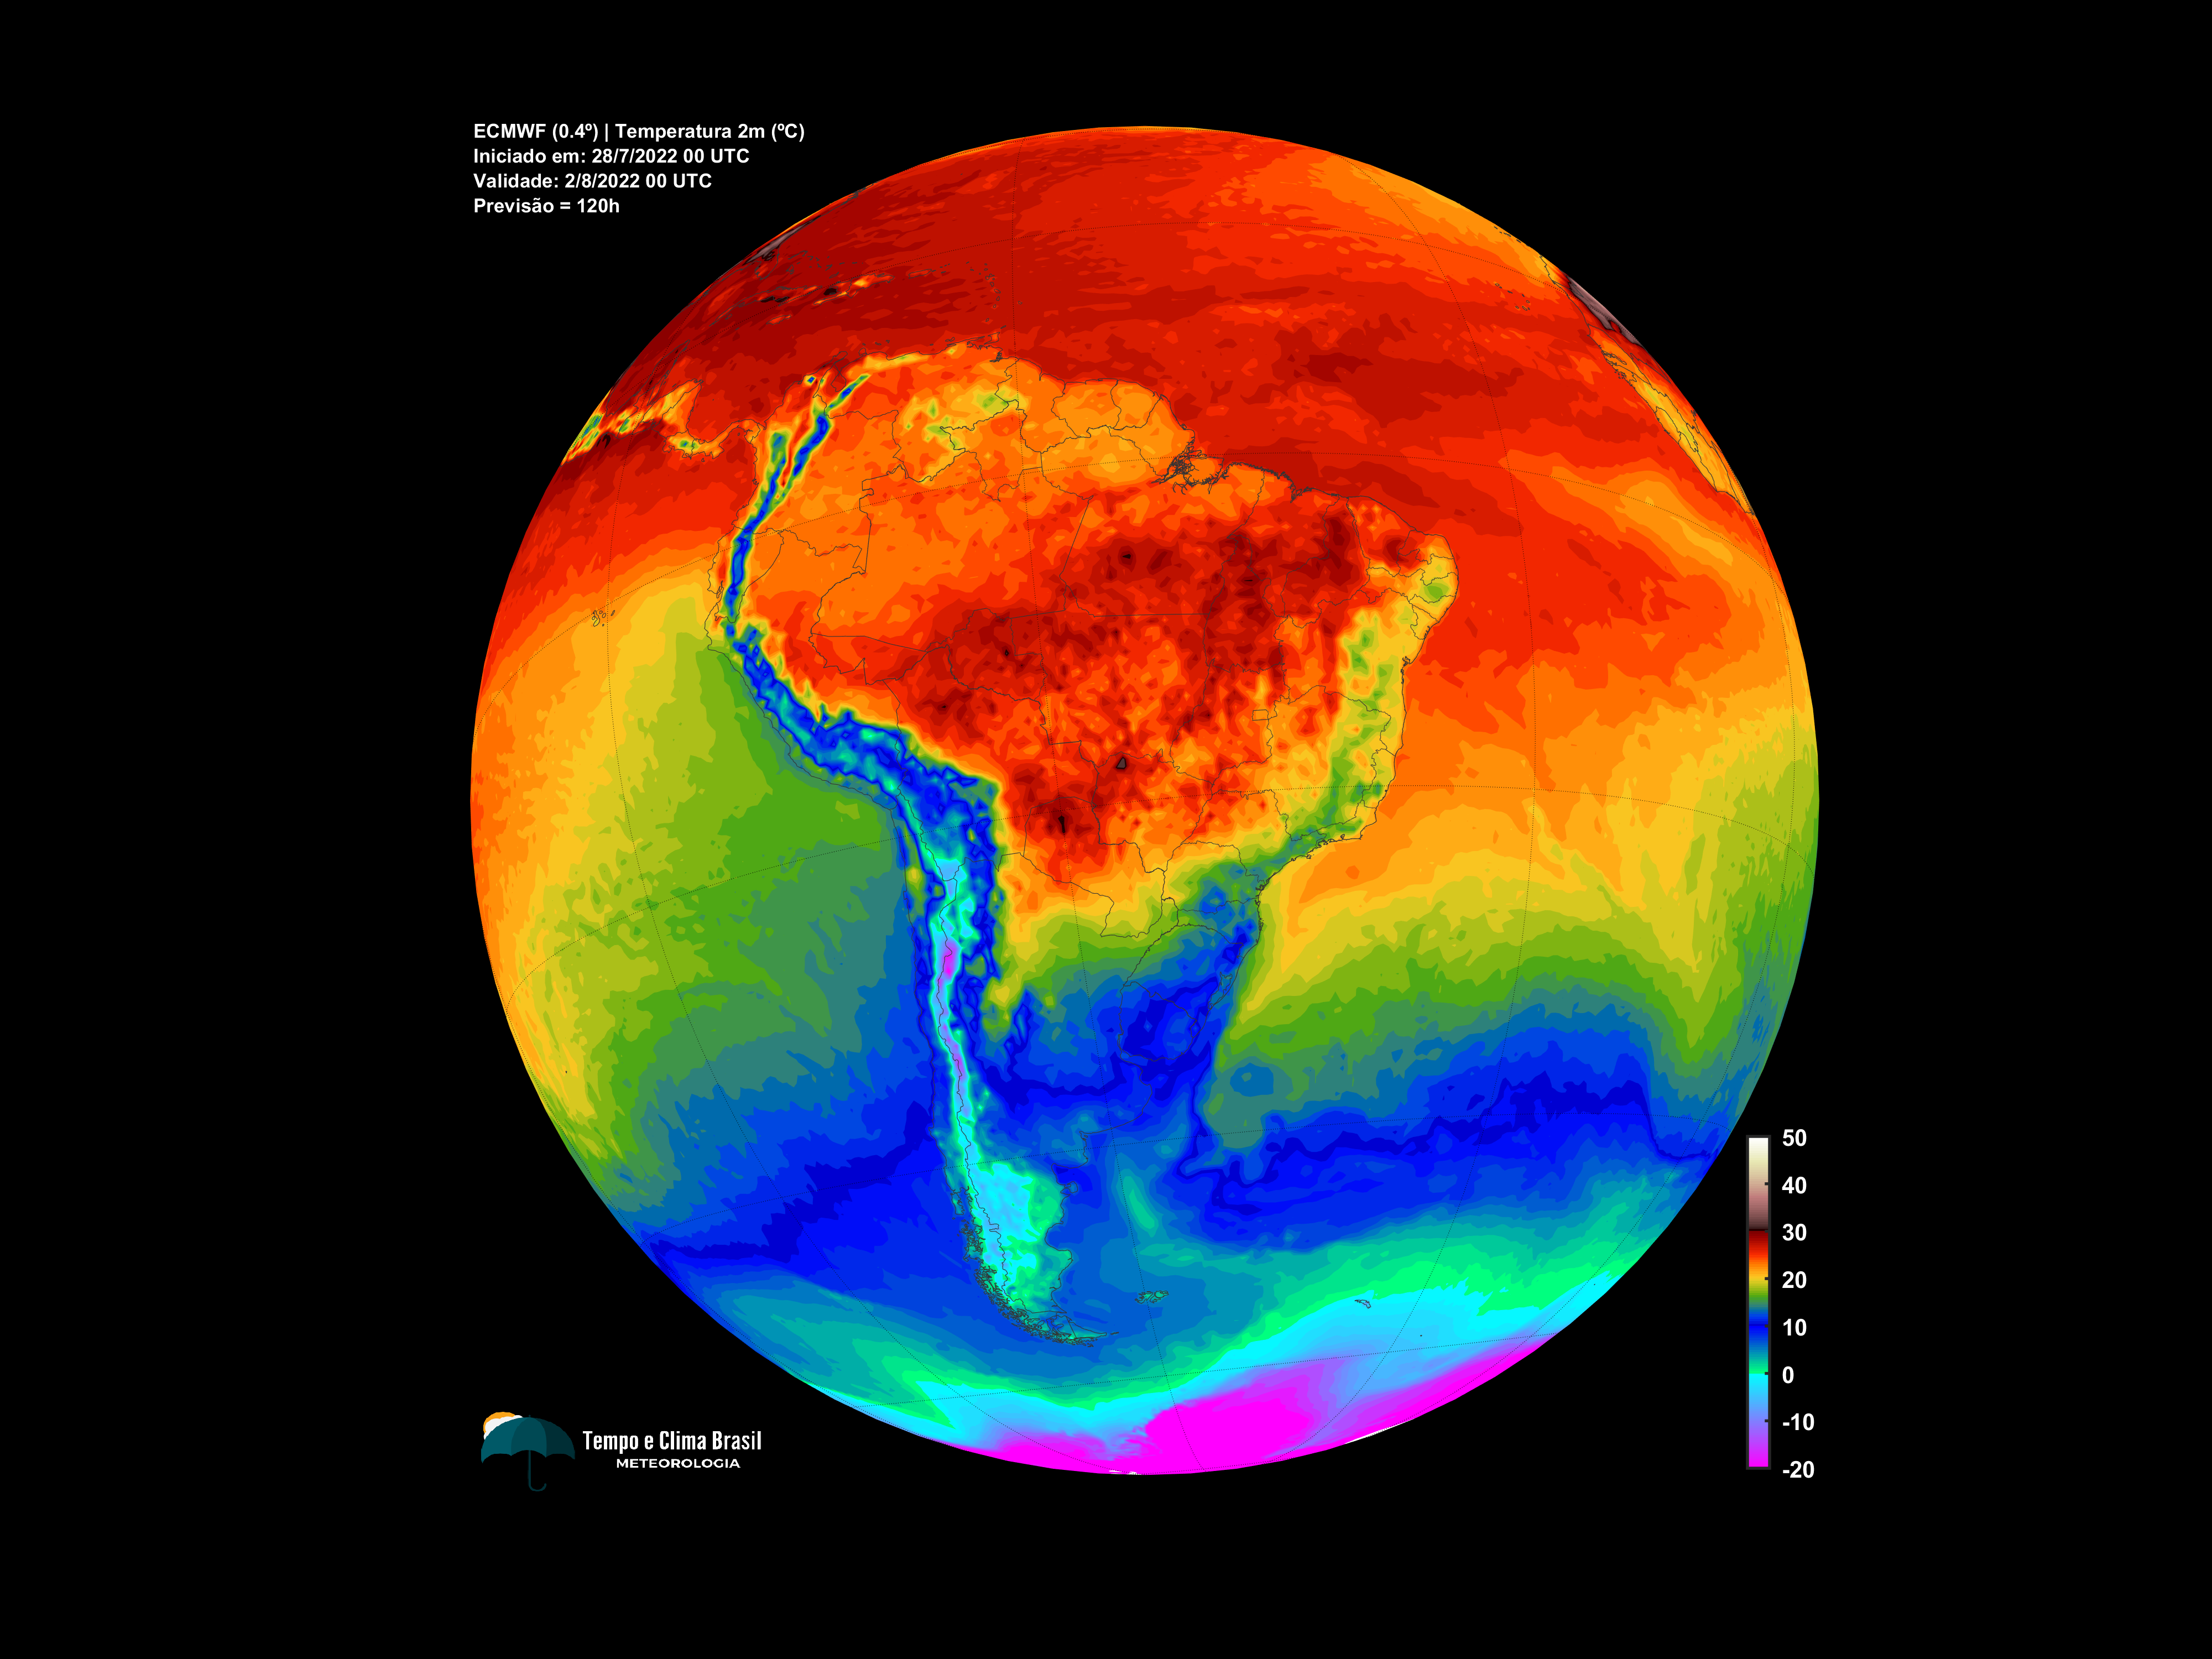 ECMWF (0.4º) | Temperatura 2m (ºC)
Iniciado em: 28/7/2022 00 UTC
Validade: 2/8/2022 00 UTC
Previsão = 120h
50
40
30
20
10
0
-10
-20
Tempo e Clima Brasil
METEOROLOGIA